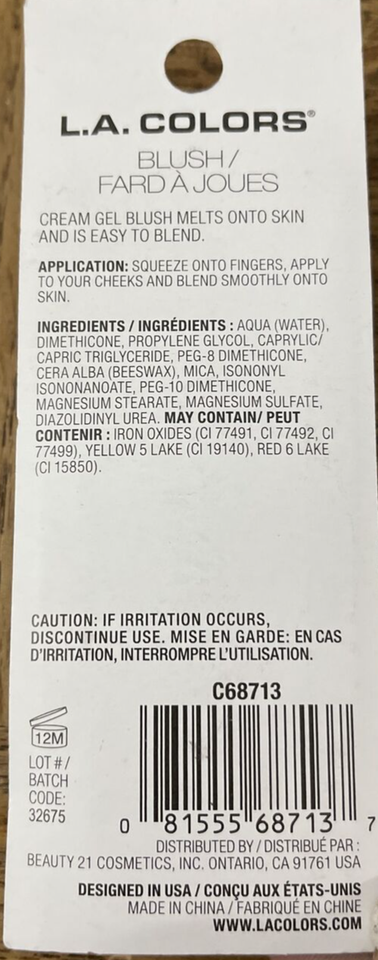 L.A. COLORS®
BLUSH /
FARD À JOUES
CREAM GEL BLUSH MELTS ONTO SKIN
AND IS EASY TO BLEND.
APPLICATION: SQUEEZE ONTO FINGERS, APPLY
TO YOUR CHEEKS AND BLEND SMOOTHLY ONTO
SKIN.
INGREDIENTS / INGRÉDIENTS : AQUA (WATER),
DIMETHICONE, PROPYLENE GLYCOL, CAPRYLIC/
CAPRIC TRIGLYCERIDE, PEG-8 DIMETHICONE,
CERA ALBA (BEESWAX), MICA, ISONONYL
ISONONANOATE, PEG-10 DIMETHICONE,
MAGNESIUM STEARATE, MAGNESIUM SULFATE,
DIAZOLIDINYL UREA. MAY CONTAIN/ PEUT
CONTENIR : IRON OXIDES (CI 77491, CI 77492, CI
77499), YELLOW 5 LAKE (CI 19140), RED 6 LAKE
(CI 15850).
CAUTION: IF IRRITATION OCCURS,
DISCONTINUE USE. MISE EN GARDE: EN CAS
D'IRRITATION, INTERROMPRE L'UTILISATION.
C68713
12M
LOT # /
BATCH
CODE:
32675
0 81555 68713 7
DISTRIBUTED BY / DISTRIBUÉ PAR :
BEAUTY 21 COSMETICS, INC. ONTARIO, CA 91761 USA
DESIGNED IN USA / CONÇU AUX ÉTATS-UNIS
MADE IN CHINA / FABRIQUÉ EN CHINE
WWW.LACOLORS.COM